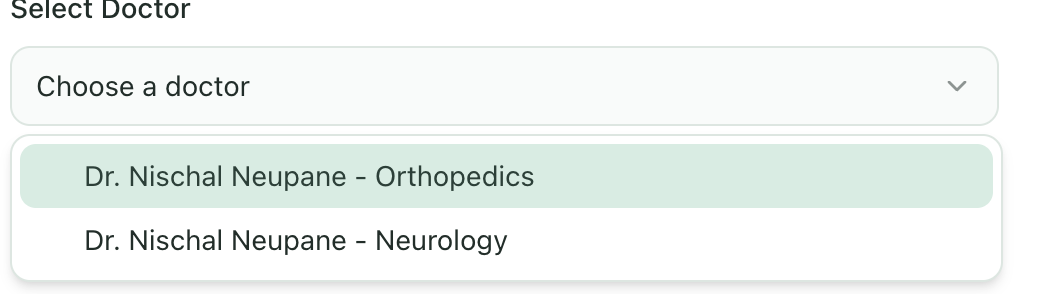 Select Doctor
Choose a doctor
Dr. Nischal Neupane - Orthopedics
Dr. Nischal Neupane - Neurology